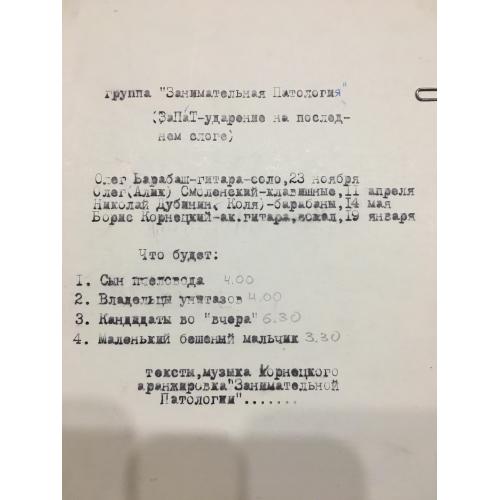 группа "Занимательная Патология"
(ЗаПаТ-ударение на послед-
нем слоге)
Олег Барабаш-гитара-соло,23 ноября
Олег(Алик) Смоленский-клавишные,11 апреля
Николай Дубинин( Коля)-барабаны,14 мая
Борис Корнецкий-ак.гитара,вокал,19 января
Что будет:
1. Сын пчеловода 4.00
2. Владельцы унитазов 4.00
3. Кандидаты во "вчера" 6.30
4. Маленький бешеный мальчик 3.30
тексты,музыка Корнецкого
аранжировка"Занимательной
Патологии".......